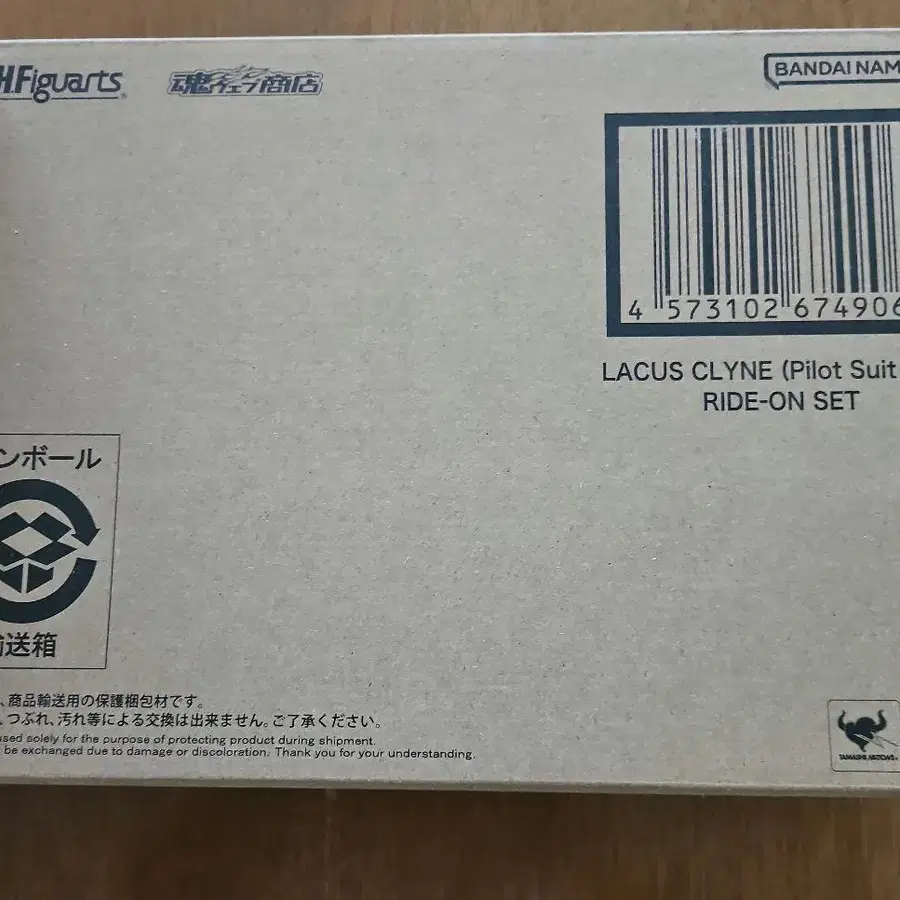 H.Figuarts
魂ウェブ商店
BANDAI NAM
4 573102 674906
LACUS CLYNE (Pilot Suit
RIDE-ON SET
ンボール
送箱
、商品輸送用の保護梱包材です。
、つぶれ、汚れ等による交換は出来ません。ご了承ください。
used solely for the purpose of protecting product during shipment.
be exchanged due to damage or discoloration. Thank you for your understanding.
TAMASHII NATIONS